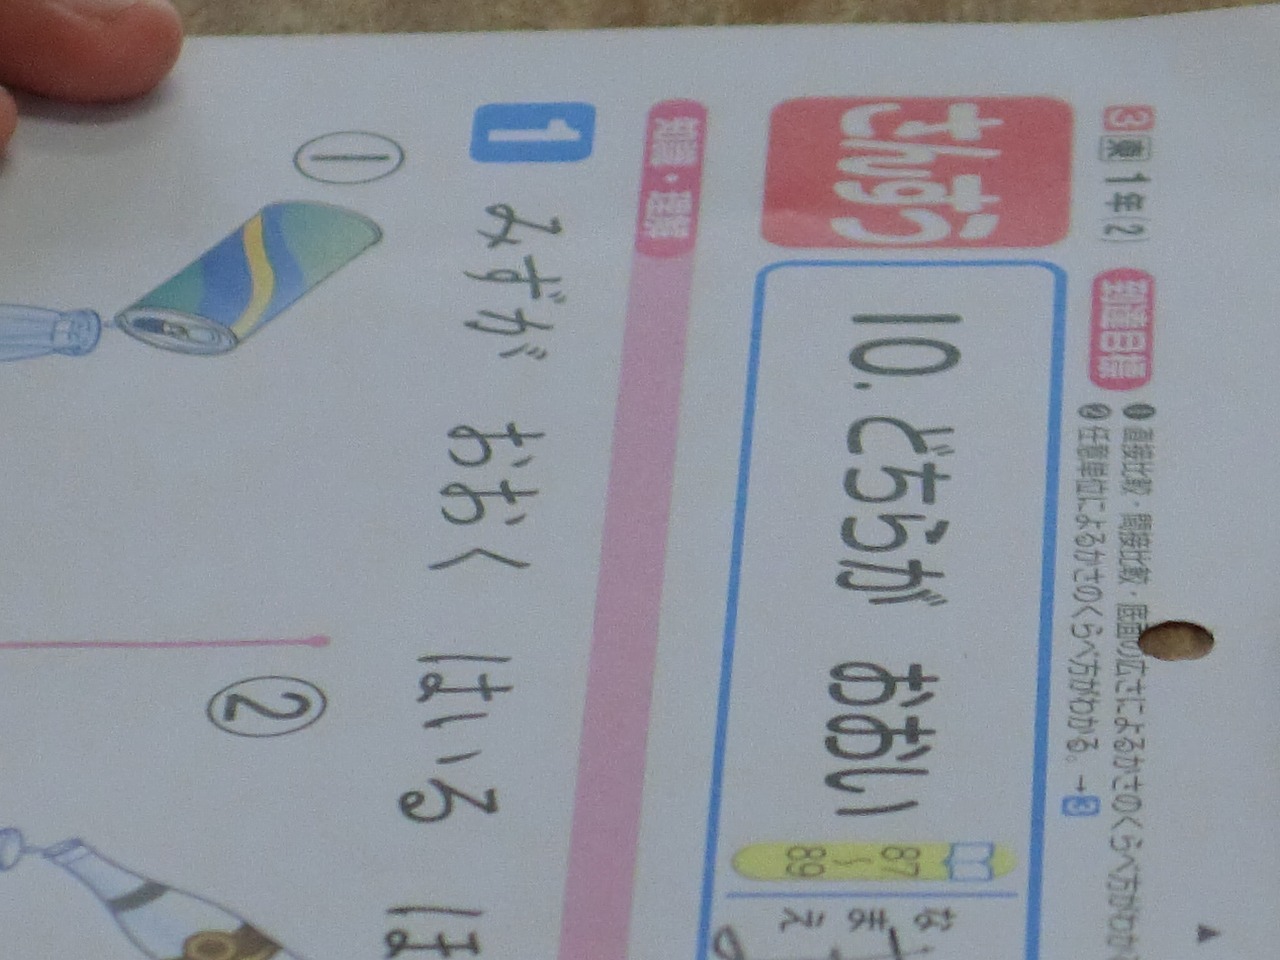 3 東 1年(2) 到達目標 ❶ 直接比較・間接比較・底面の広さによるかさのくらべ方がわか
❷ 任意単位によるかさのくらべ方がわかる。→3
さんすう
10. どちらが おおい
87～89
なまえ
知識・理解
1 みずが おおく はいる ほ
①
②